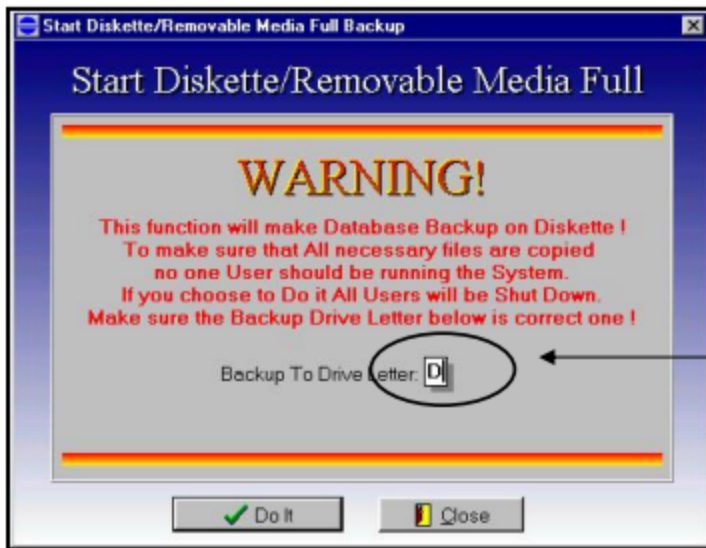 Start Diskette/Removable Media Full Backup
Start Diskette/Removable Media Full
WARNING!
This function will make Database Backup on Diskette !
To make sure that All necessary files are copied
no one User should be running the System.
If you choose to Do it All Users will be Shut Down.
Make sure the Backup Drive Letter below is correct one !
Backup To Drive Letter: D
Do It
Close